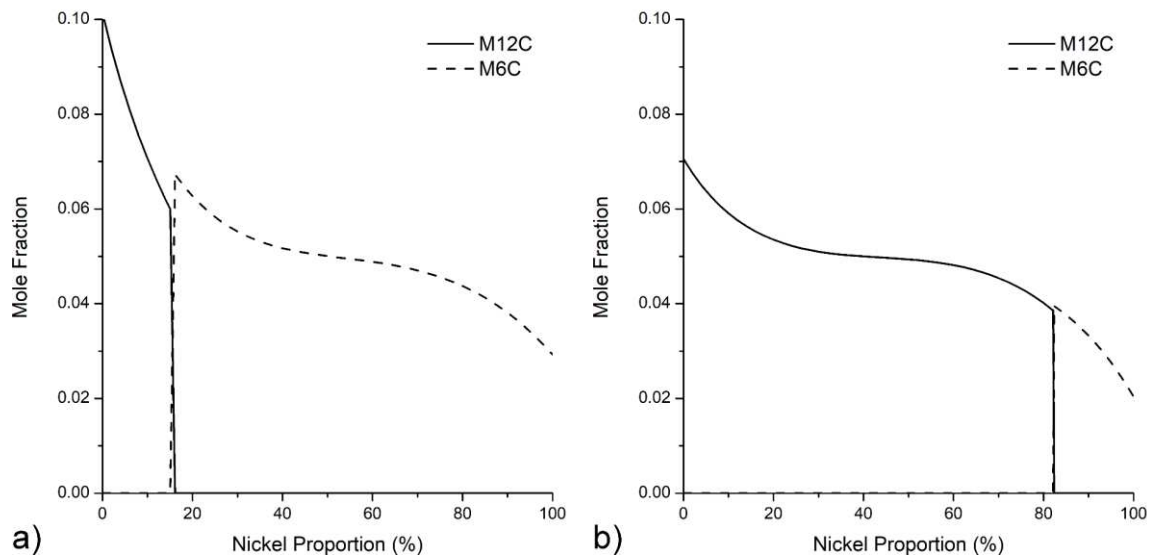 0.10
0.08
0.06
0.04
0.02
0.00
Mole Fraction
M12C
M6C
0 20 40 60 80 100
Nickel Proportion (%)
a)
0.10
0.08
0.06
0.04
0.02
0.00
Mole Fraction
M12C
M6C
0 20 40 60 80 100
Nickel Proportion (%)
b)